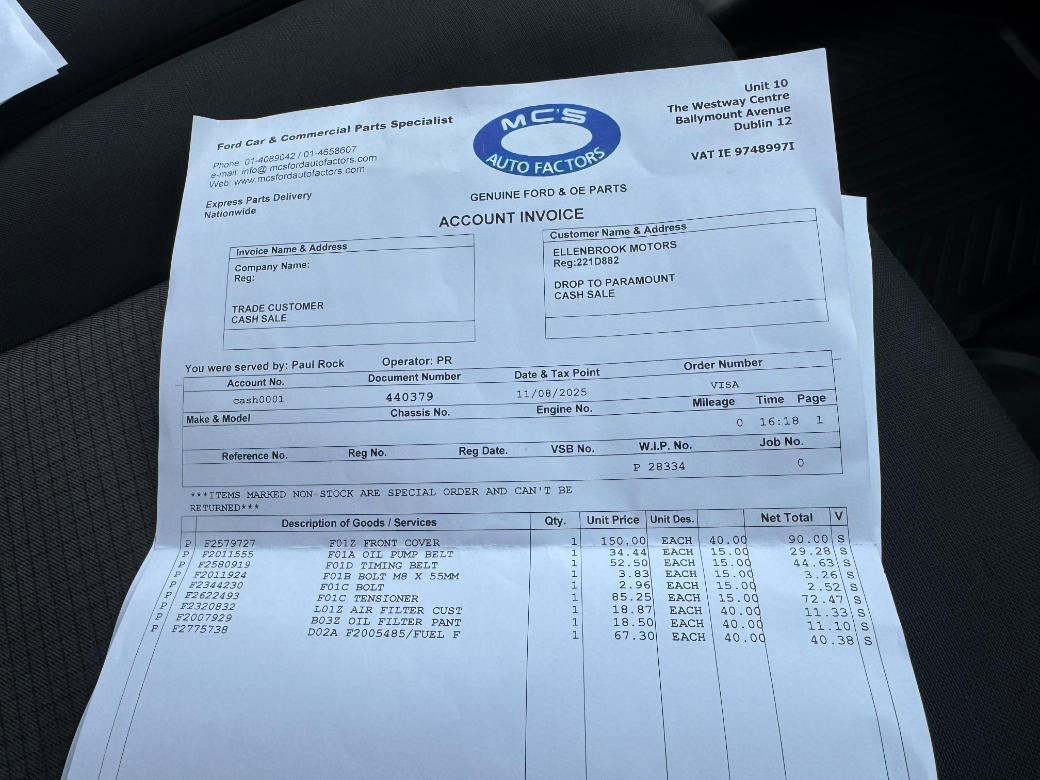 Ford Car & Commercial Parts Specialist
Phone: 01-4089042 / 01-4658607
e-mail: info@ mcsfordautofactors.com
Web: www.mcsfordautofactors.com
Express Parts Delivery
Nationwide
MC'S
AUTO FACTORS
GENUINE FORD & OE PARTS
Unit 10
The Westway Centre
Ballymount Avenue
Dublin 12
VAT IE 9748997I
ACCOUNT INVOICE
Invoice Name & Address
Company Name:
Reg:
TRADE CUSTOMER
CASH SALE
Customer Name & Address
ELLENBROOK MOTORS
Reg:221D882
DROP TO PARAMOUNT
CASH SALE
You were served by: Paul Rock Operator: PR
Account No. Document Number Date & Tax Point Order Number
cash0001 440379 11/08/2025 VISA
Make & Model Chassis No. Engine No. Mileage Time Page
0 16:18 1
Reference No. Reg No. Reg Date. VSB No. W.I.P. No. Job No.
P 28334 0
***ITEMS MARKED NON-STOCK ARE SPECIAL ORDER AND CAN'T BE
RETURNED***
Description of Goods / Services Qty. Unit Price Unit Des. Net Total V
P F2579727 F01Z FRONT COVER 1 150.00 EACH 40.00 90.00 S
P F2011555 F01A OIL PUMP BELT 1 34.44 EACH 15.00 29.28 S
P F2580919 F01D TIMING BELT 1 52.50 EACH 15.00 44.63 S
P F2011924 F01B BOLT M8 X 55MM 1 3.83 EACH 15.00 3.26 S
P F2344230 F01C BOLT 1 2.96 EACH 15.00 2.52 S
P F2622493 F01C TENSIONER 1 85.25 EACH 15.00 72.47 S
P F2320832 L01Z AIR FILTER CUST 1 18.87 EACH 40.00 11.33 S
P F2007929 B03Z OIL FILTER PANT 1 18.50 EACH 40.00 11.10 S
P F2775738 D02A F2005485/FUEL F 1 67.30 EACH 40.00 40.38 S